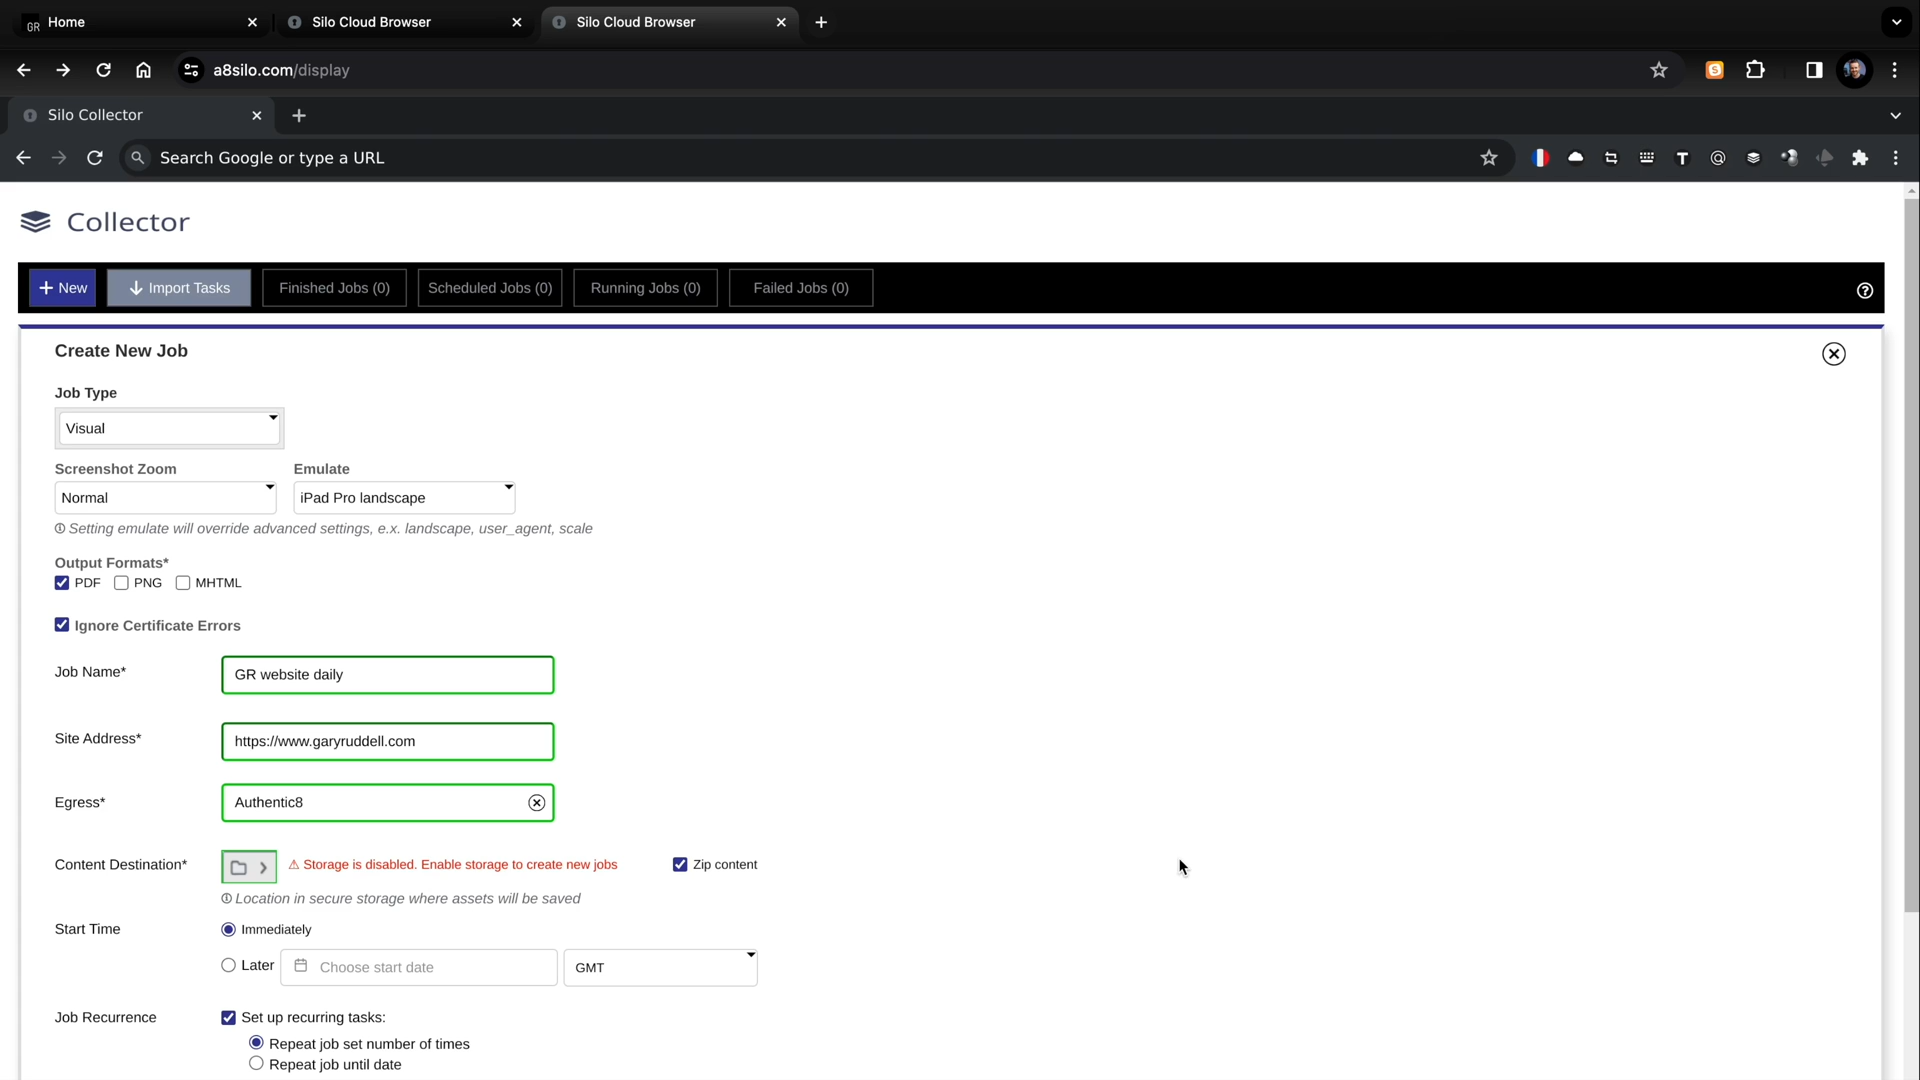 GR Home
Silo Cloud Browser
Silo Cloud Browser
a8silo.com/display
S
Silo Collector
Search Google or type a URL
T
Collector
New
Import Tasks
Finished Jobs (0)
Scheduled Jobs (0)
Running Jobs (0)
Failed Jobs (0)
Create New Job
Job Type
Visual
Screenshot Zoom Emulate
Normal iPad Pro landscape
Setting emulate will override advanced settings, e.x. landscape, user_agent, scale
Output Formats*
PDF PNG MHTML
Ignore Certificate Errors
Job Name* GR website daily
Site Address* https://www.garyruddell.com
Egress* Authentic8
Content Destination* Storage is disabled. Enable storage to create new jobs Zip content
Location in secure storage where assets will be saved
Start Time Immediately
Later Choose start date GMT
Job Recurrence Set up recurring tasks:
Repeat job set number of times
Repeat job until date